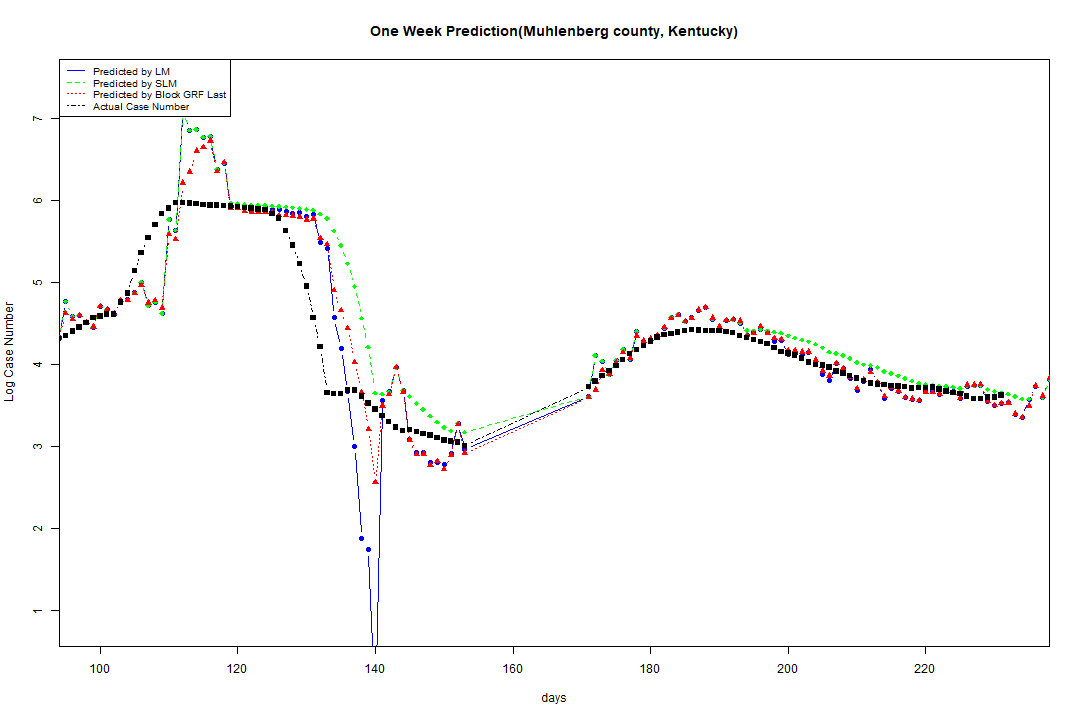 One Week Prediction(Muhlenberg county, Kentucky)
Predicted by LM
Predicted by SLM
Predicted by Block GRF Last
Actual Case Number
Log Case Number
7
6
5
4
3
2
1
100 120 140 160 180 200 220
days